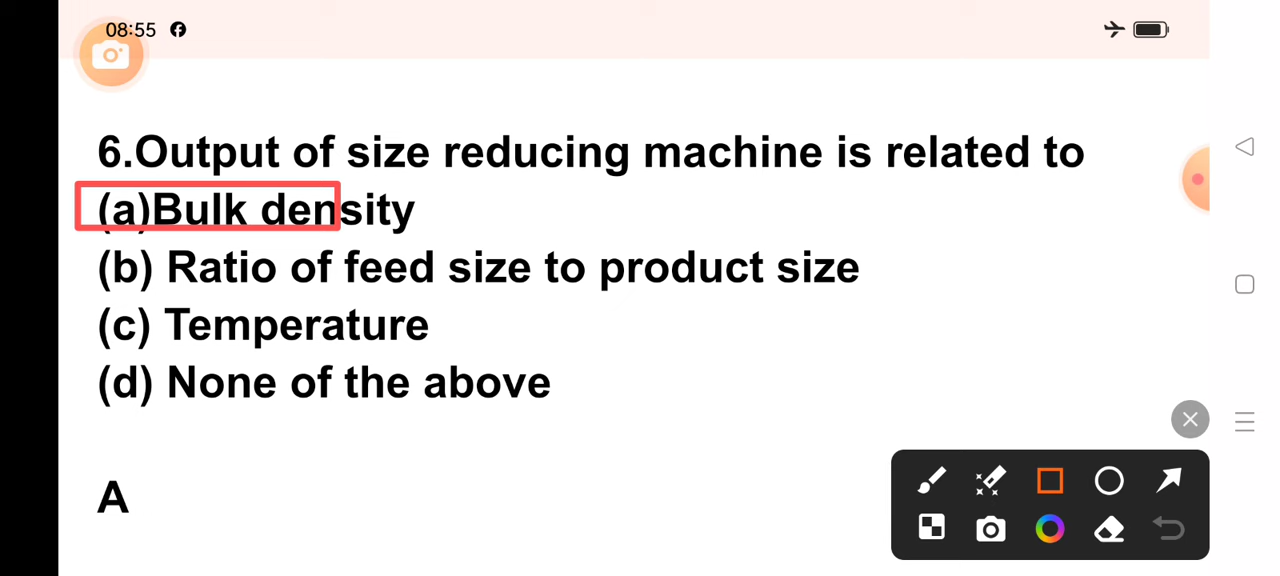 08:55
6.Output of size reducing machine is related to
(a)Bulk density
(b) Ratio of feed size to product size
(c) Temperature
(d) None of the above
A